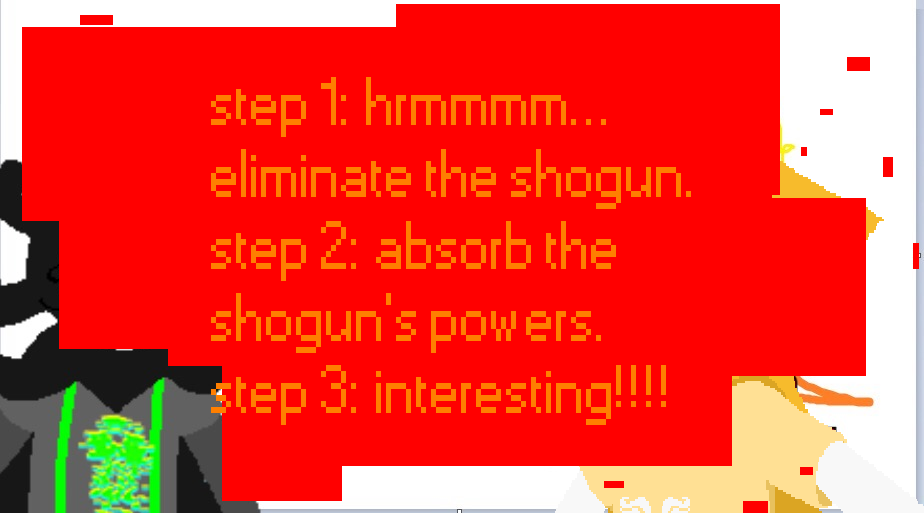 step 1: hrmmmm...
eliminate the shogun.
step 2: absorb the
shogun's powers.
step 3: interesting!!!!